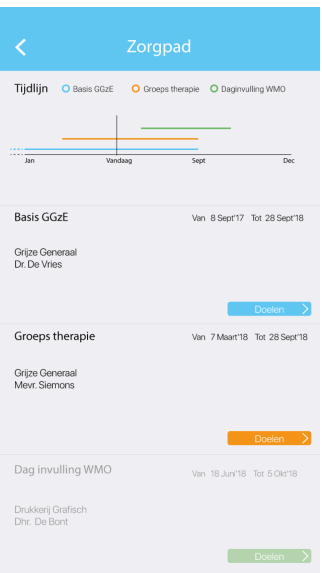 Zorgpad
Tijdlijn Basis GGzE Groeps therapie Daginvulling WMO
Jan Vandaag Sept Dec
Basis GGzE Van 8 Sept'17 Tot 28 Sept'18
Grijze Generaal
Dr. De Vries
Doelen
Groeps therapie Van 7 Maart'18 Tot 28 Sept'18
Grijze Generaal
Mevr. Siemons
Doelen
Dag invulling WMO Van 18 Juni'18 Tot 5 Okt'18
Drukkerij Grafisch
Dhr. De Bont
Doelen